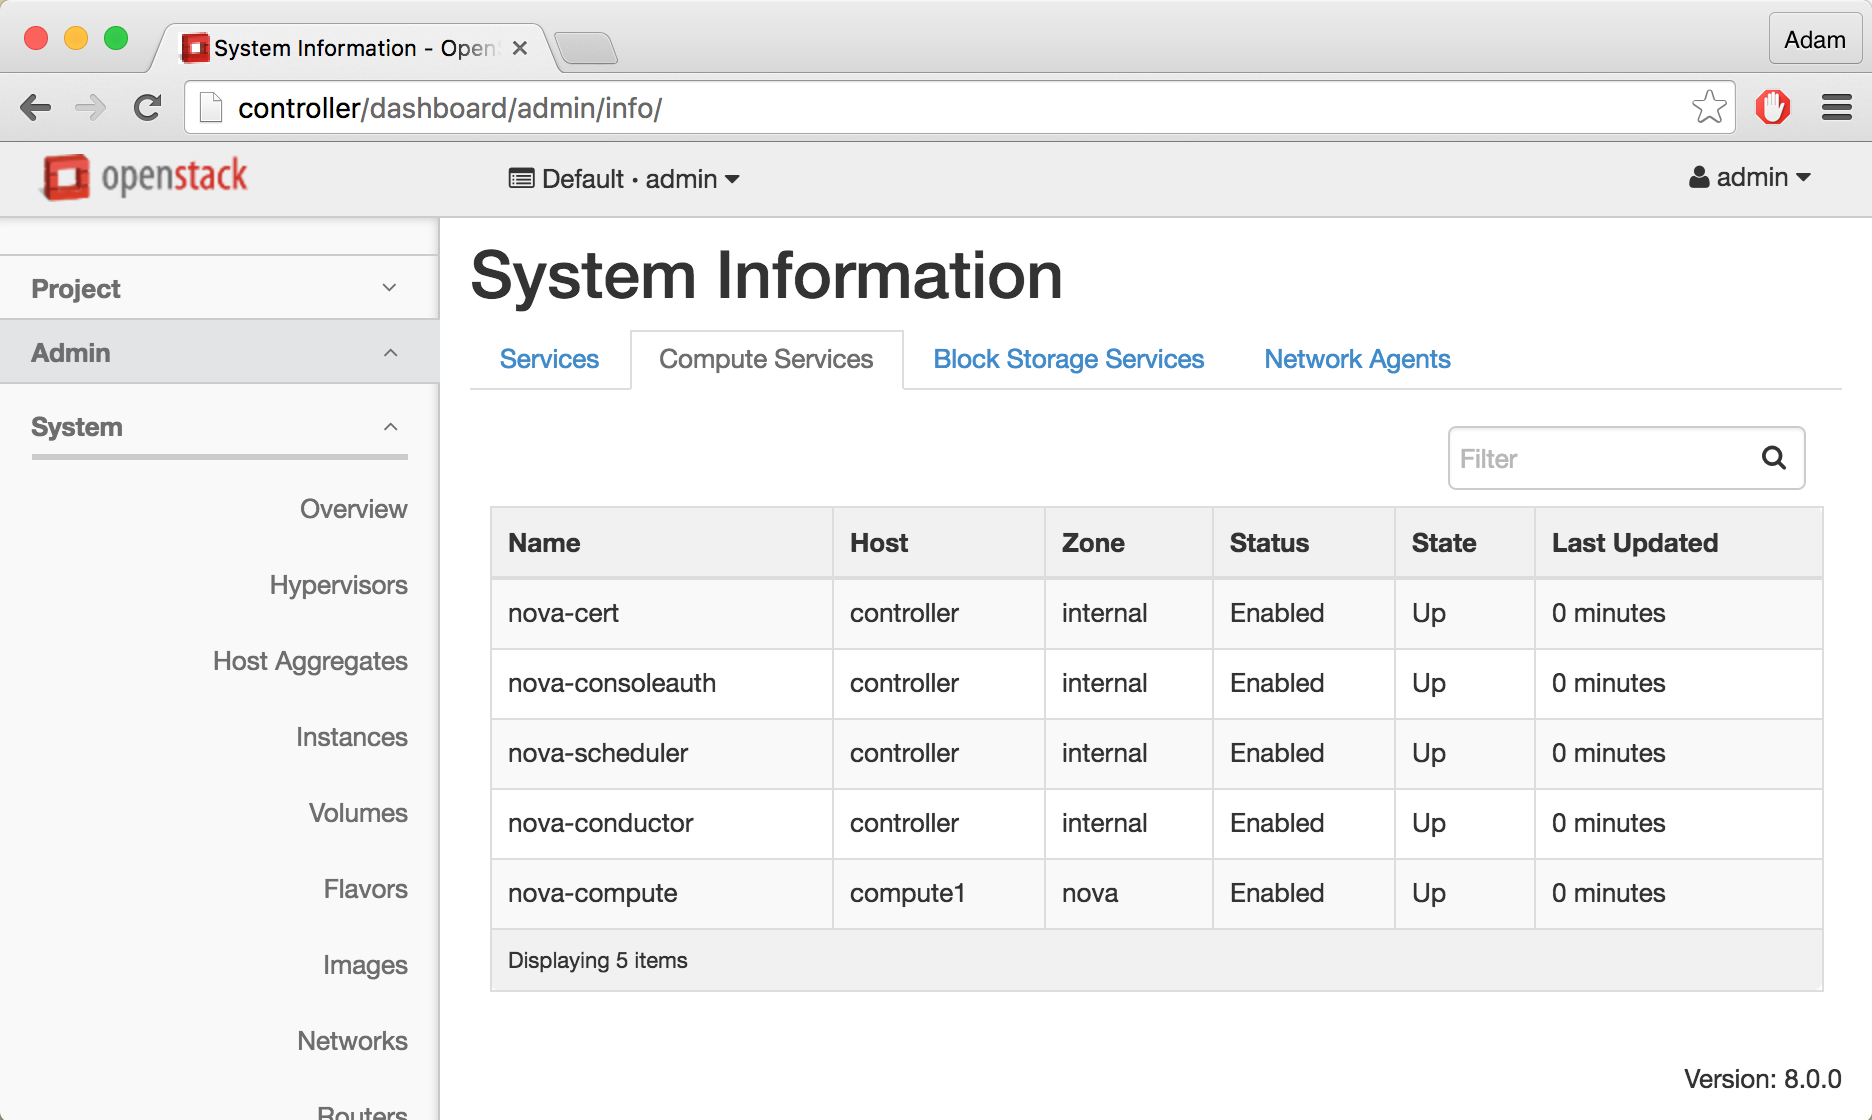 System Information - Open
Adam
controller/dashboard/admin/info/
openstack
Default • admin
admin
Project
Admin
System
Overview
Hypervisors
Host Aggregates
Instances
Volumes
Flavors
Images
Networks
Routers
System Information
Services Compute Services Block Storage Services Network Agents
Filter
Name Host Zone Status State Last Updated
nova-cert controller internal Enabled Up 0 minutes
nova-consoleauth controller internal Enabled Up 0 minutes
nova-scheduler controller internal Enabled Up 0 minutes
nova-conductor controller internal Enabled Up 0 minutes
nova-compute compute1 nova Enabled Up 0 minutes
Displaying 5 items
Version: 8.0.0